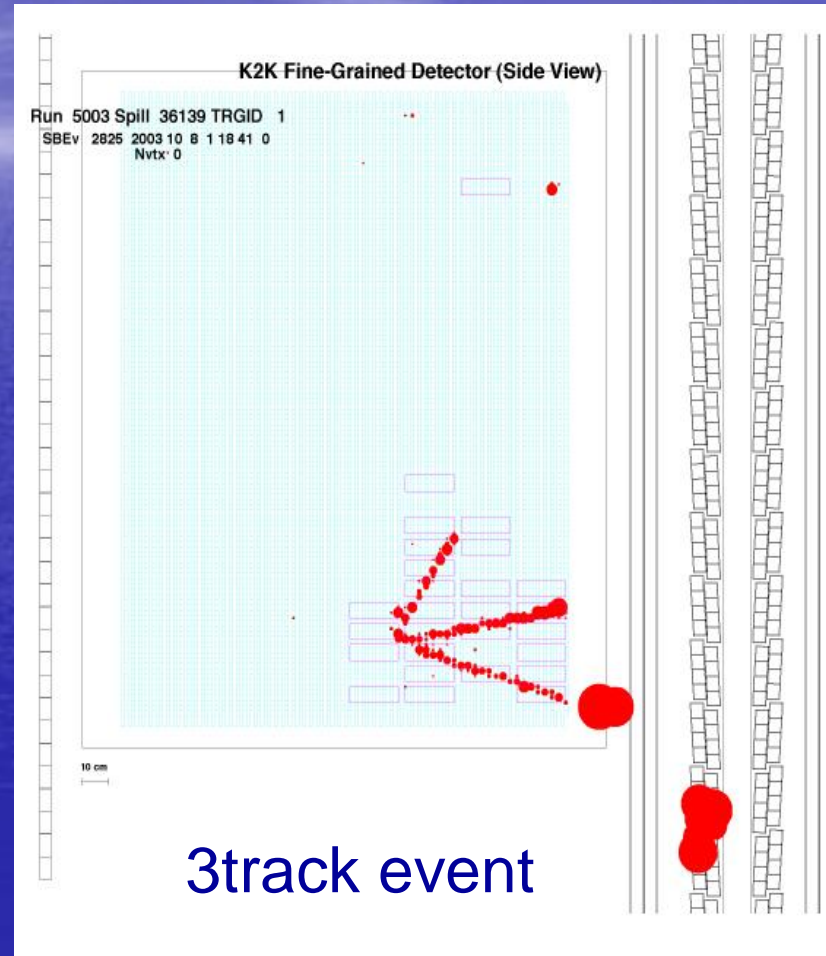 K2K Fine-Grained Detector (Side View)
Run 5003 Spill 36139 TRGID 1
SBEv 2825 2003 10 8 1 18 41 0
Nvtx 0
10 cm
3track event